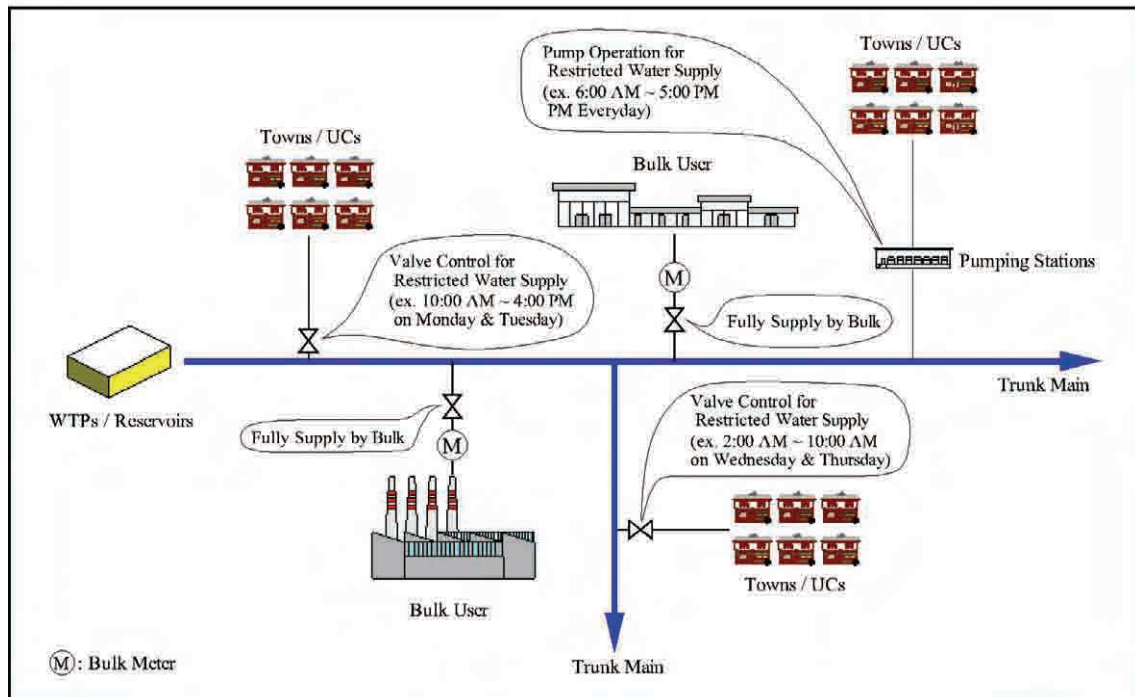 Pump Operation for
Restricted Water Supply
(ex. 6:00 AM ~ 5:00 PM
PM Everyday)
Towns / UCs
Towns / UCs
Bulk User
Valve Control for
Restricted Water Supply
(ex. 10:00 AM ~ 4:00 PM
on Monday & Tuesday)
M
Pumping Stations
Fully Supply by Bulk
Trunk Main
WTPs / Reservoirs
Valve Control for
Restricted Water Supply
(ex. 2:00 AM ~ 10:00 AM
on Wednesday & Thursday)
Fully Supply by Bulk
M
Towns / UCs
Bulk User
Trunk Main
M : Bulk Meter